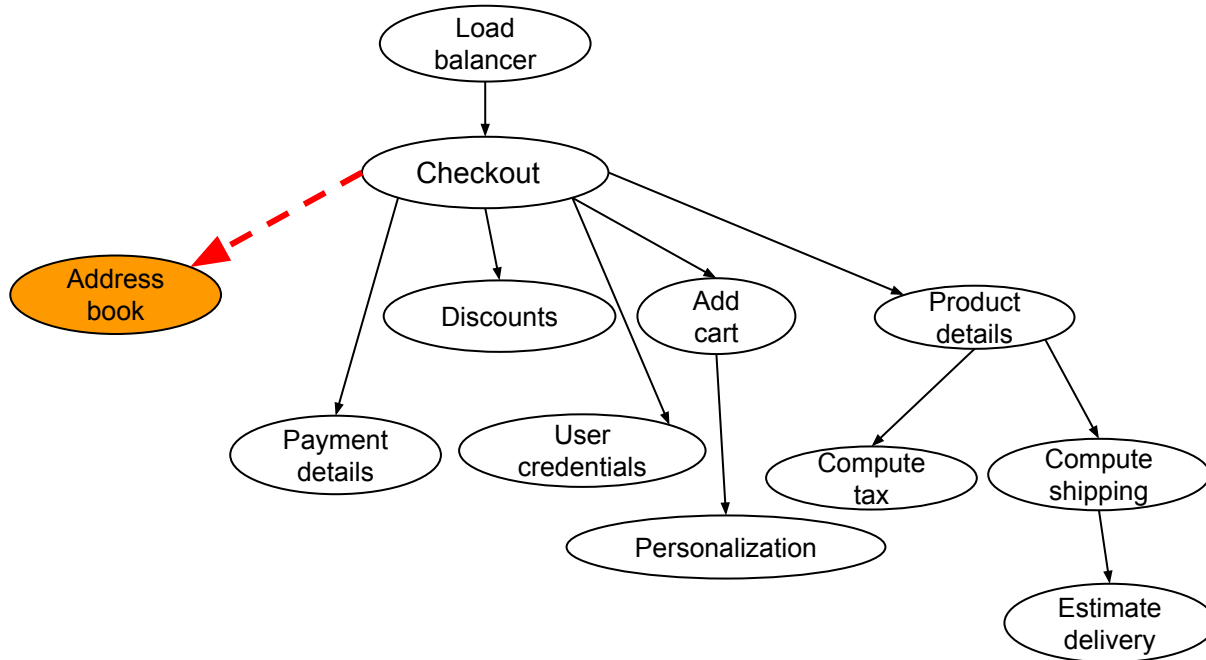 Load
balancer
Checkout
Address
book
Discounts
Add
cart
Product
details
Payment
details
User
credentials
Compute
tax
Compute
shipping
Personalization
Estimate
delivery